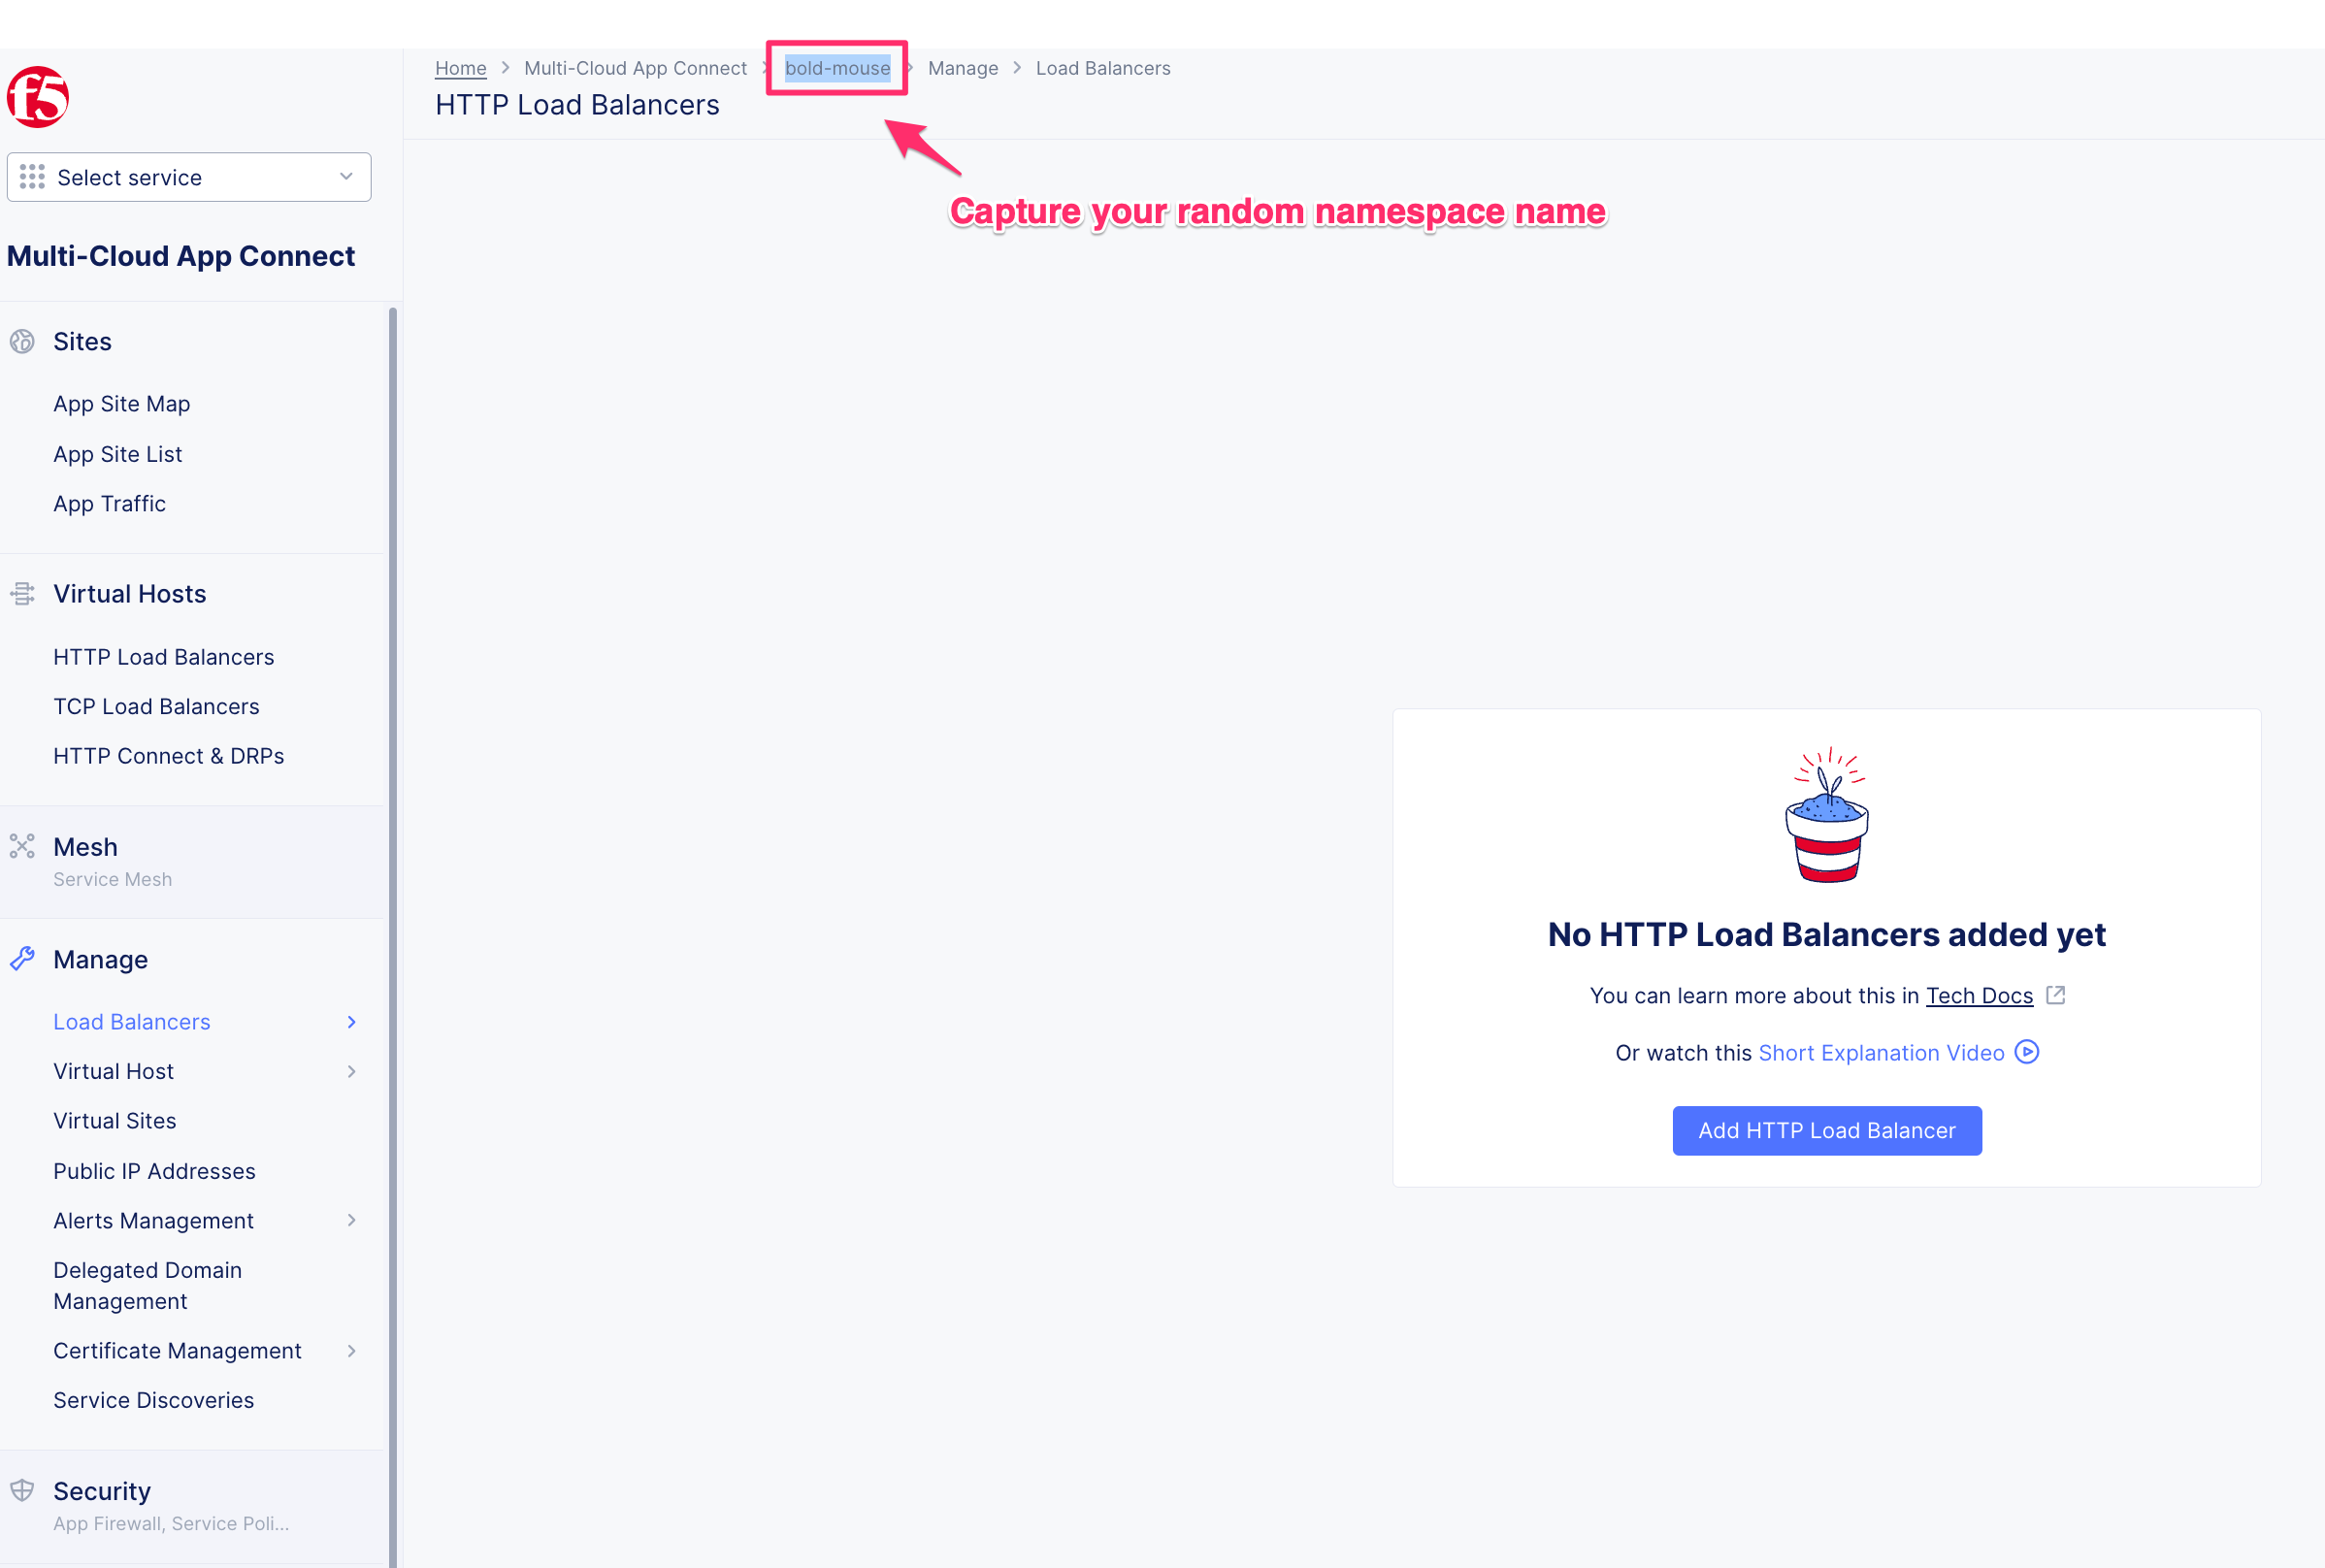 Home > Multi-Cloud App Connect > bold-mouse > Manage > Load Balancers
HTTP Load Balancers
f5
Select service
Capture your random namespace name
Multi-Cloud App Connect
Sites
App Site Map
App Site List
App Traffic
Virtual Hosts
HTTP Load Balancers
TCP Load Balancers
HTTP Connect & DRPs
Mesh
Service Mesh
Manage
Load Balancers
Virtual Host
Virtual Sites
Public IP Addresses
Alerts Management
Delegated Domain
Management
Certificate Management
Service Discoveries
Security
App Firewall, Service Poli...
No HTTP Load Balancers added yet
You can learn more about this in Tech Docs
Or watch this Short Explanation Video
Add HTTP Load Balancer